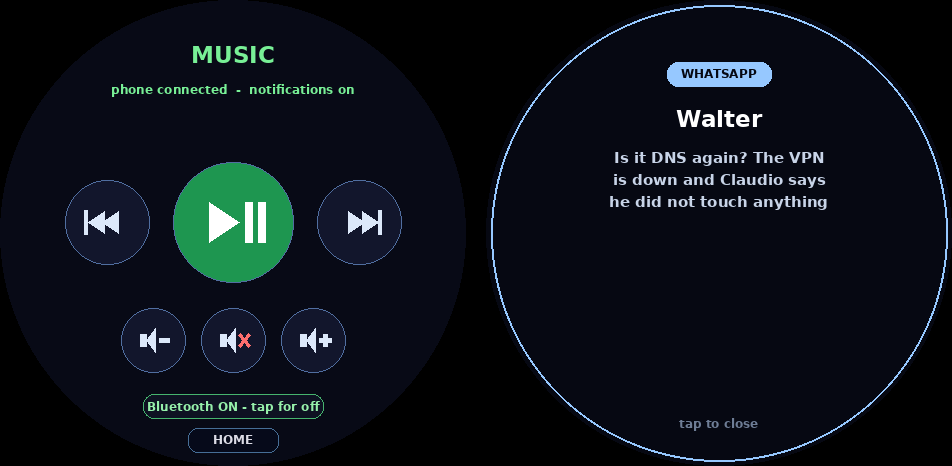 MUSIC
phone connected - notifications on
Bluetooth ON - tap for off
HOME
WHATSAPP
Walter
Is it DNS again? The VPN
is down and Claudio says
he did not touch anything
tap to close